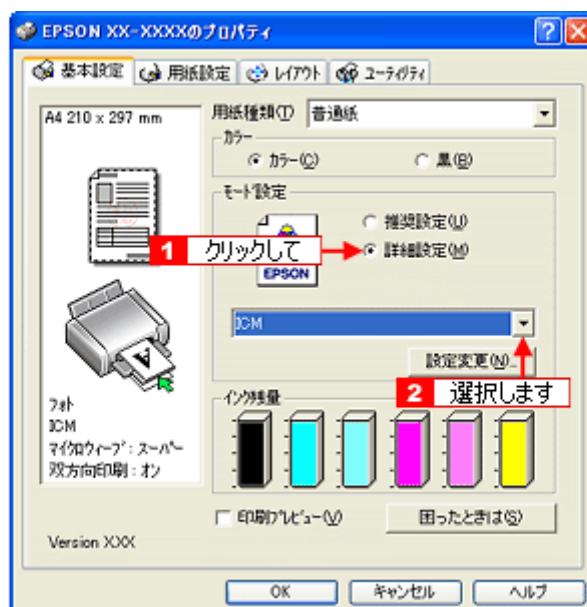 EPSON XX-XXXXのプロパティ
基本設定 用紙設定 レイアウト ユーティリティ
A4 210 x 297 mm
用紙種類(T) 普通紙
カラー
カラー(C) 黒(B)
モード設定
推奨設定(U)
1 クリックして 詳細設定(M)
EPSON
ICM
設定変更(N)...
2 選択します
インク残量
フォト
ICM
マイクロウィーブ：スーパー
双方向印刷：オン
印刷プレビュー(V) 困ったときは(S)
Version XXX
OK キャンセル ヘルプ